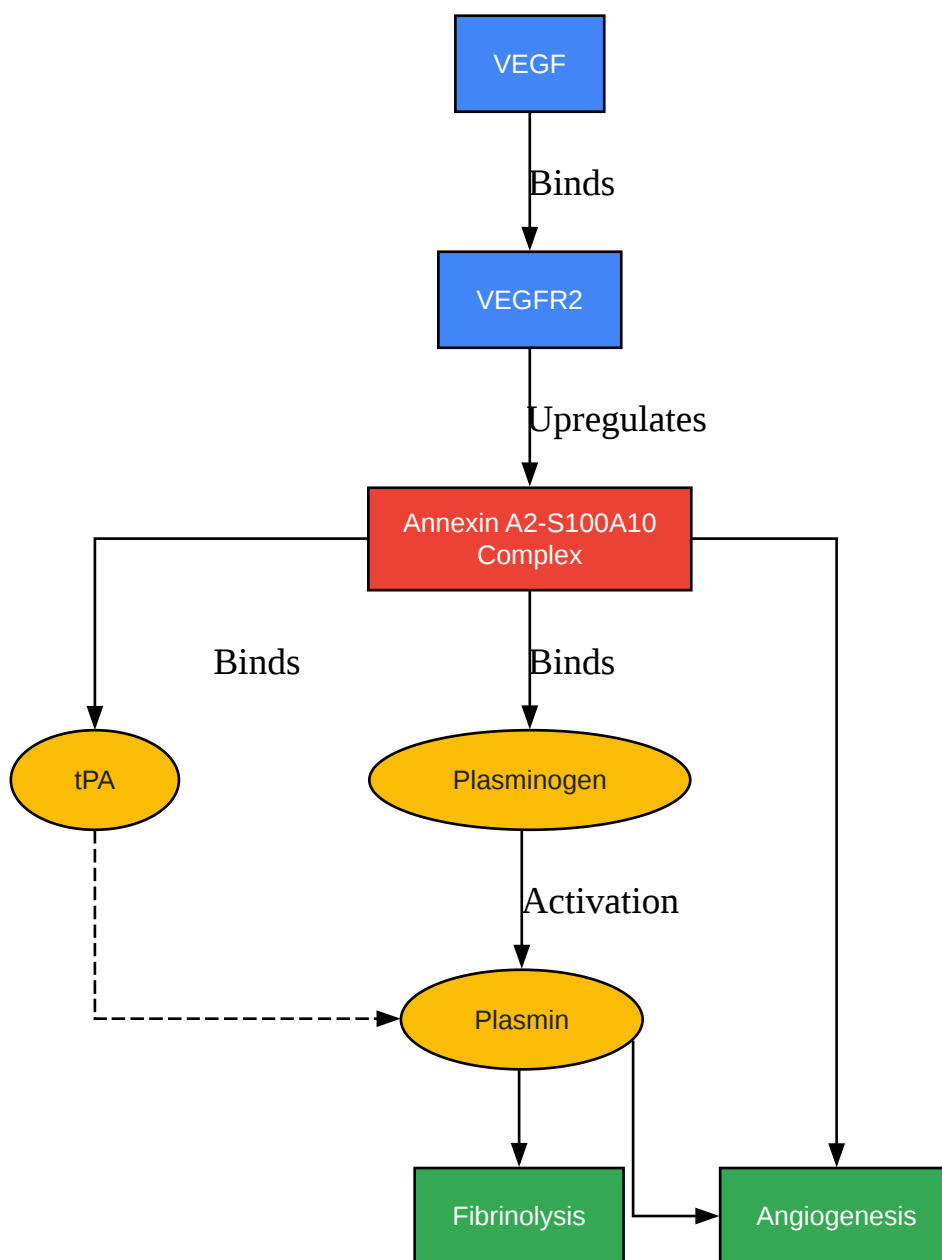 VEGF
Binds
VEGFR2
Upregulates
Annexin A2-S100A10
Complex
Binds
Binds
tPA
Plasminogen
Activation
Plasmin
Fibrinolysis
Angiogenesis